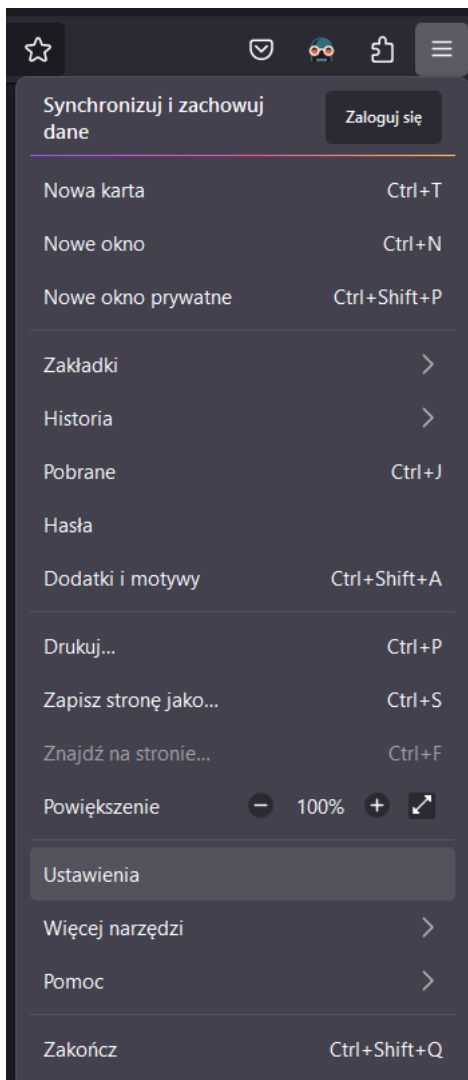 Synchronizuj i zachowuj
dane
Zaloguj się
Nowa karta Ctrl+T
Nowe okno Ctrl+N
Nowe okno prywatne Ctrl+Shift+P
Zakładki
Historia
Pobrane Ctrl+J
Hasła
Dodatki i motywy Ctrl+Shift+A
Drukuj... Ctrl+P
Zapisz stronę jako... Ctrl+S
Znajdź na stronie... Ctrl+F
Powiększenie 100%
Ustawienia
Więcej narzędzi
Pomoc
Zakończ Ctrl+Shift+Q